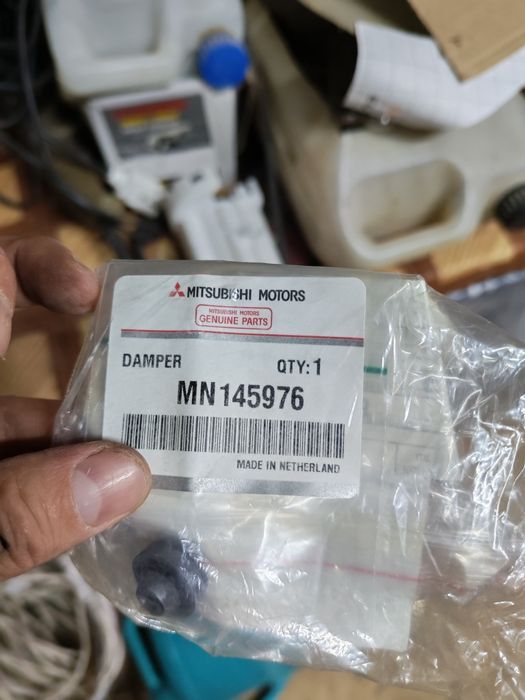 MITSUBISHI MOTORS
MITSUBISHI MOTORS
GENUINE PARTS
DAMPER QTY: 1
MN145976
MADE IN NETHERLAND